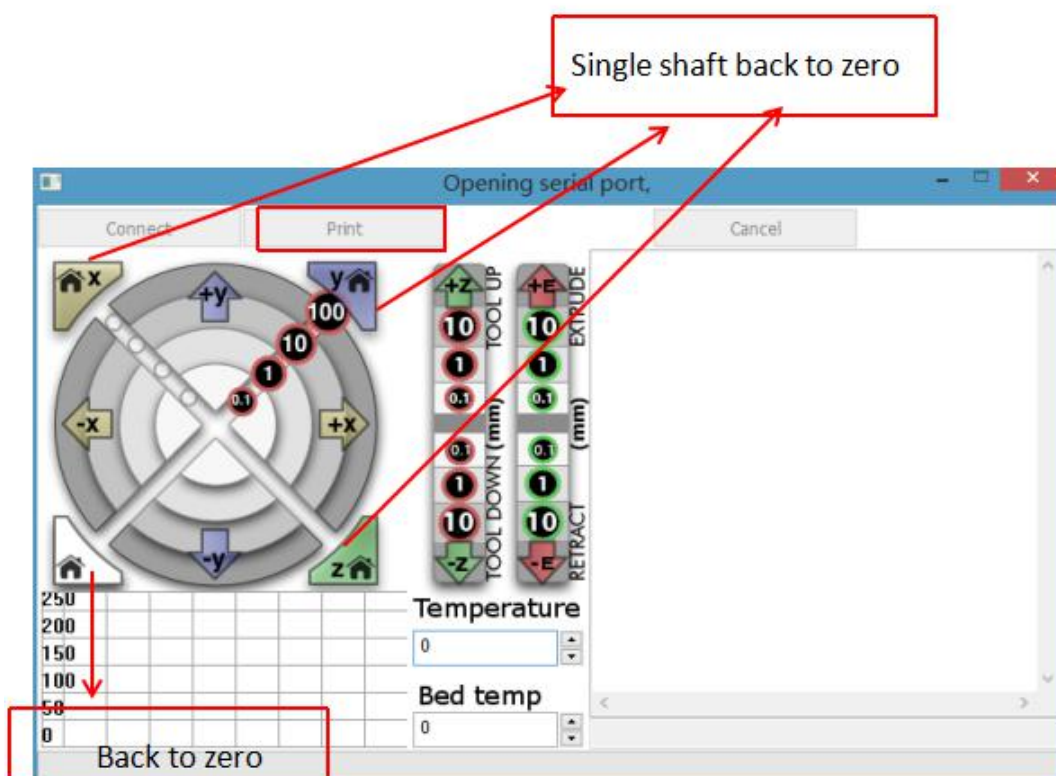 Single shaft back to zero
Opening serial port,
Connect
Print
Cancel
x
y
+y
100
10
1
0.1
-x
+x
-y
z
+Z
10
1
0.1
0.1
1
10
-Z
TOOL UP
(mm)
TOOL DOWN
+E
10
1
0.1
0.1
1
10
-E
EXTRUDE
(mm)
RETRACT
250
200
150
100
50
0
Temperature
0
Bed temp
0
Back to zero